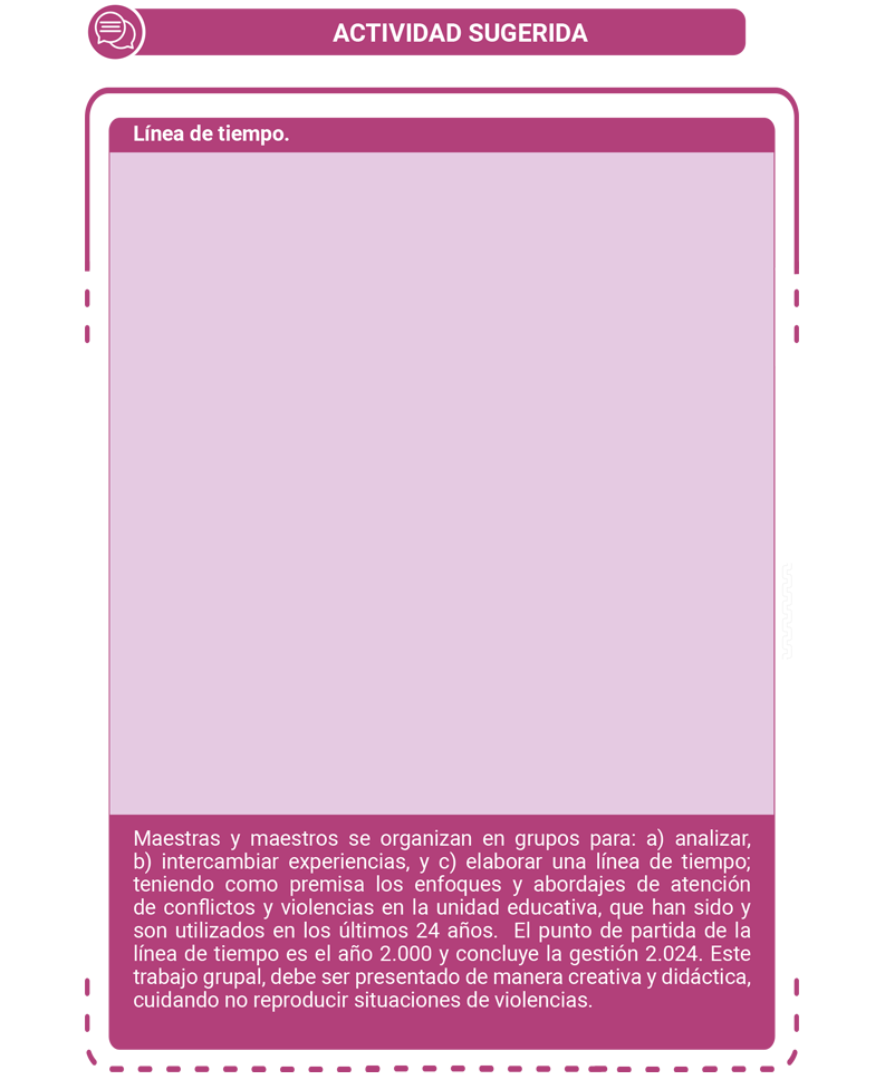 ACTIVIDAD SUGERIDA
Línea de tiempo.
Maestras y maestros se organizan en grupos para: a) analizar,
b) intercambiar experiencias, y c) elaborar una línea de tiempo;
teniendo como premisa los enfoques y abordajes de atención
de conflictos y violencias en la unidad educativa, que han sido y
son utilizados en los últimos 24 años.  El punto de partida de la
línea de tiempo es el año 2.000 y concluye la gestión 2.024. Este
trabajo grupal, debe ser presentado de manera creativa y didáctica,
cuidando no reproducir situaciones de violencias.